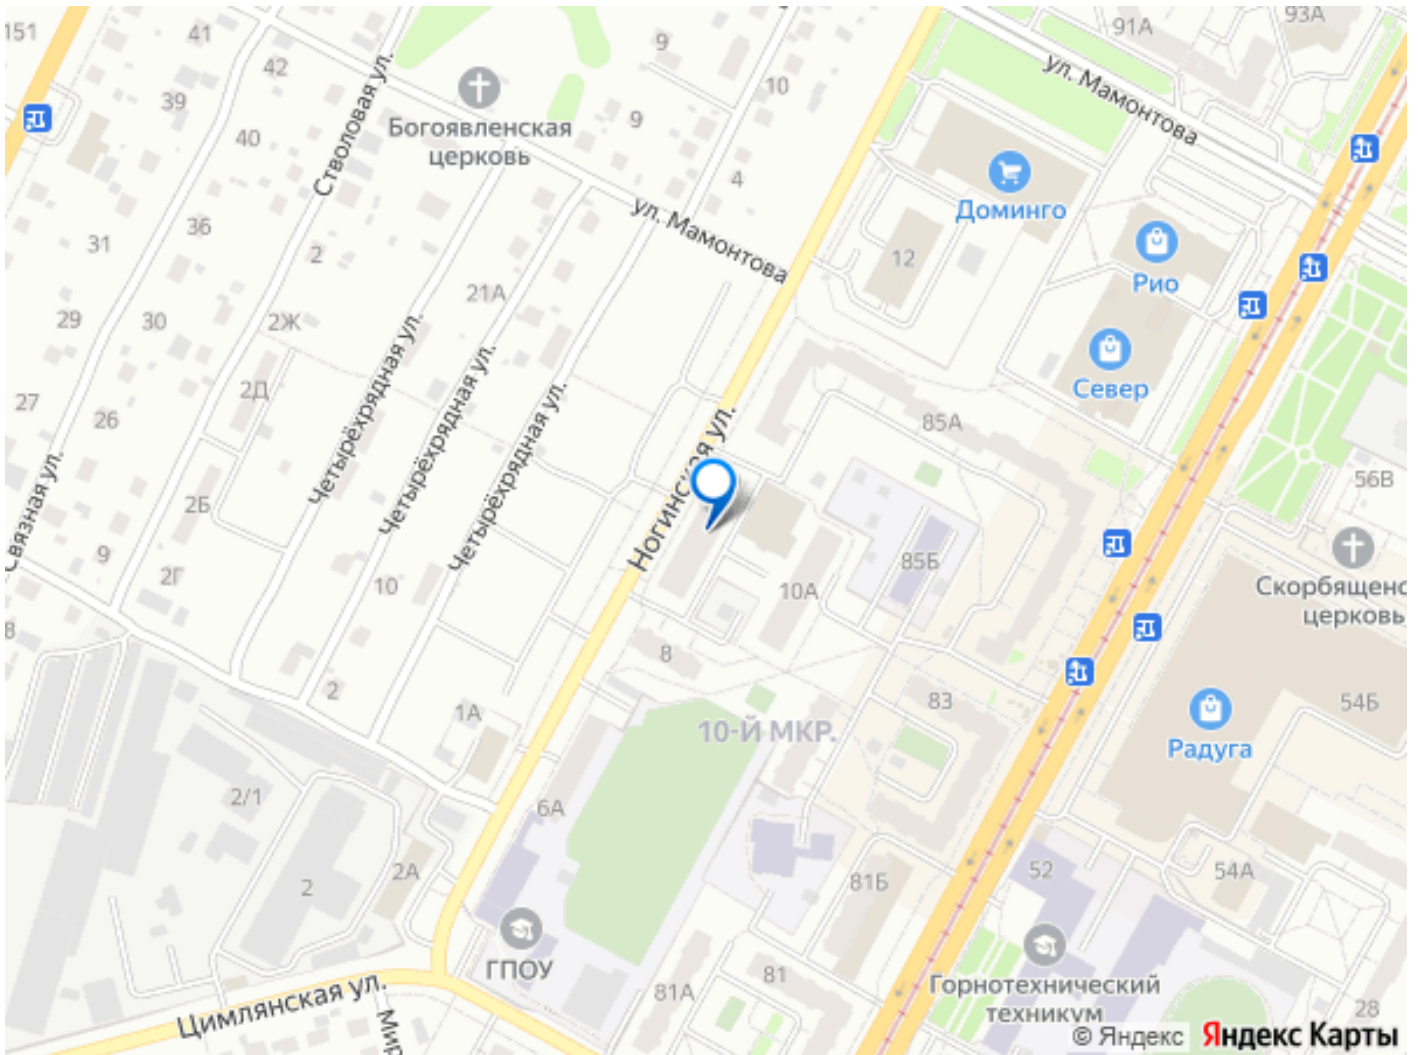 151
41
93А
91А
9
42
ул. Мамонтова
10
39
Стволовая ул.
9
40
Богоявленская
церковь
4
Доминго
ул. Мамонтова
36
31
2
12
Рио
21А
29
30
2Ж
Север
2Д
27
26
85А
Четырёхрядная ул.
Четырёхрядная ул.
Четырёхрядная ул.
Ногинская ул.
Связная ул.
56В
2Б
9
2Г
10
85Б
10А
Скорбященс
церковь
8
8
2
1А
10-Й МКР.
83
54Б
Радуга
2/1
6А
2А
2
81Б
52
54А
ГПОУ
81
81А
Горнотехнический
техникум
28
Цимлянская ул.
Мир
© Яндекс Яндекс Карты